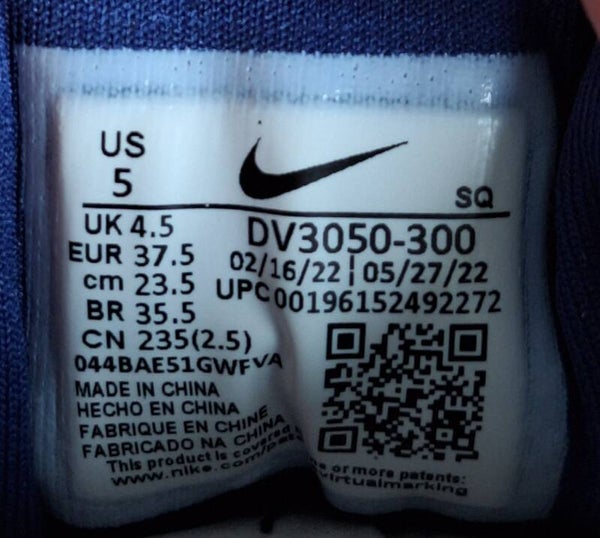 US
5
SQ
UK 4.5
EUR 37.5
cm 23.5
BR 35.5
CN 235(2.5)
DV3050-300
02/16/22 | 05/27/22
UPC00196152492272
044BAE51GWFVA
MADE IN CHINA
HECHO EN CHINA
FABRIQUE EN CHINE
FABRICADO NA CHINA
This product is covered or more patents:
www.nike.com/ virtualmarking